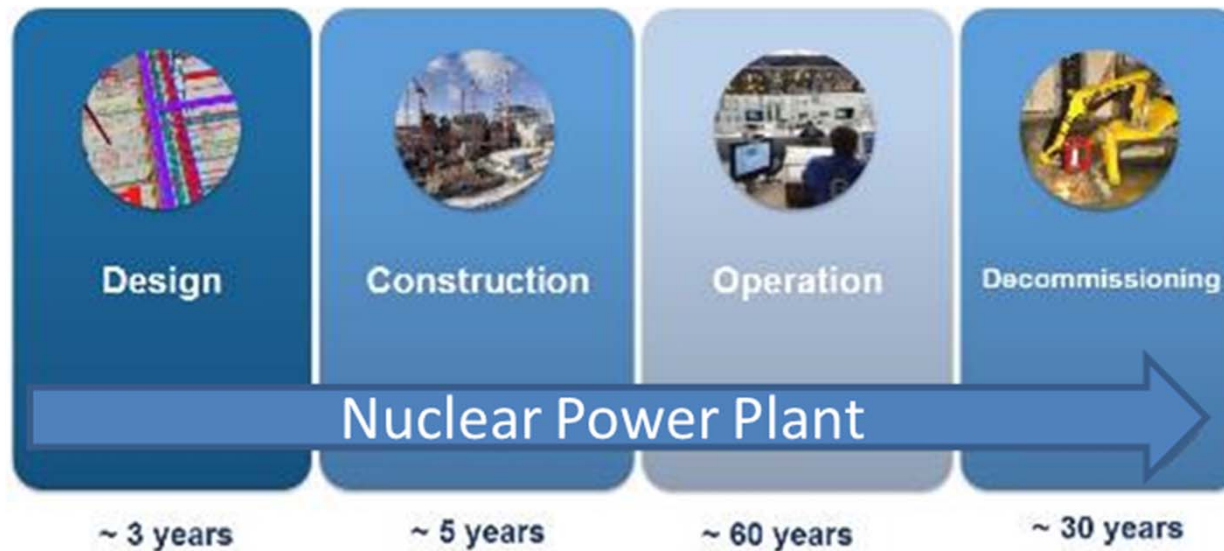 Design
Construction
Operation
Decommissioning
Nuclear Power Plant
~ 3 years
~ 5 years
~ 60 years
~ 30 years